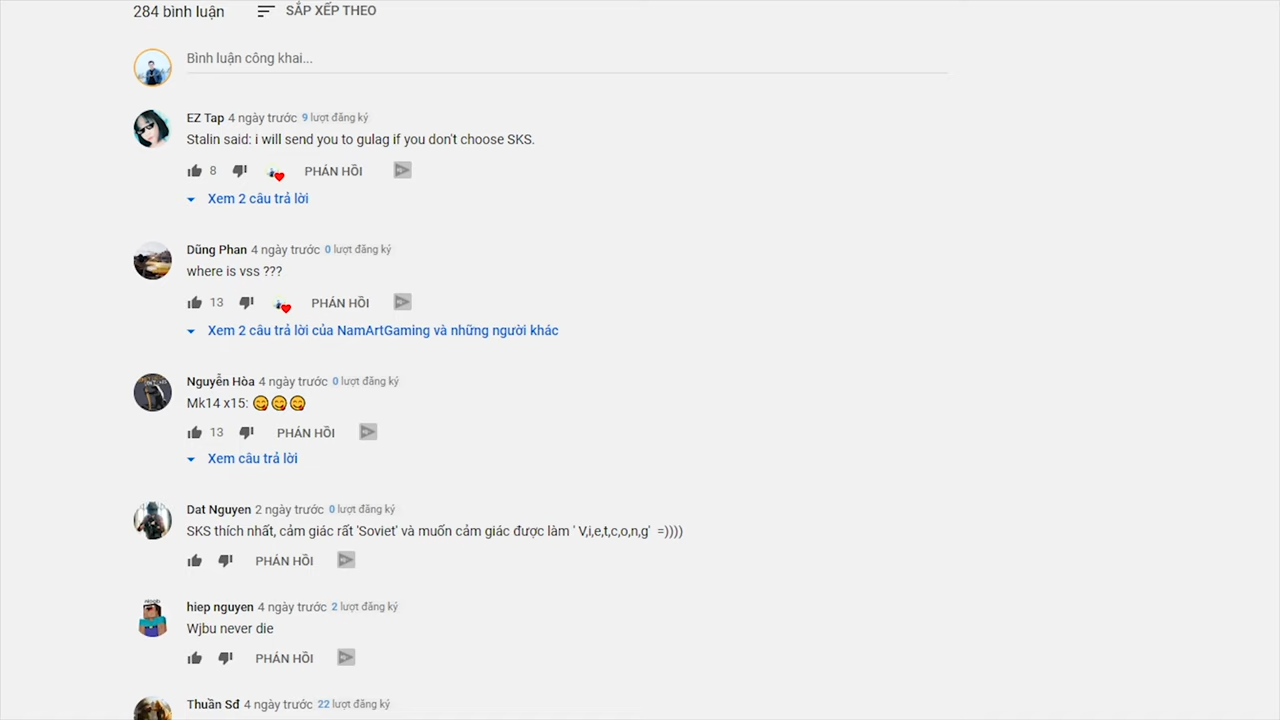 284 bình luận SẮP XẾP THEO
Bình luận công khai...
EZ Tap 4 ngày trước 9 lượt đăng ký
Stalin said: i will send you to gulag if you don't choose SKS.
8 PHẢN HỒI
Xem 2 câu trả lời
Dũng Phan 4 ngày trước 0 lượt đăng ký
where is vss ???
13 PHẢN HỒI
Xem 2 câu trả lời của NamArtGaming và những người khác
Nguyễn Hòa 4 ngày trước 0 lượt đăng ký
Mk14 x15: 😋😋😋
13 PHẢN HỒI
Xem câu trả lời
Dat Nguyen 2 ngày trước 0 lượt đăng ký
SKS thích nhất, cảm giác rất 'Soviet' và muốn cảm giác được làm ' V,i,e,t,c,o,n,g' =))))
PHẢN HỒI
hiep nguyen 4 ngày trước 2 lượt đăng ký
Wjbu never die
PHẢN HỒI
Thuần Sđ 4 ngày trước 22 lượt đăng ký